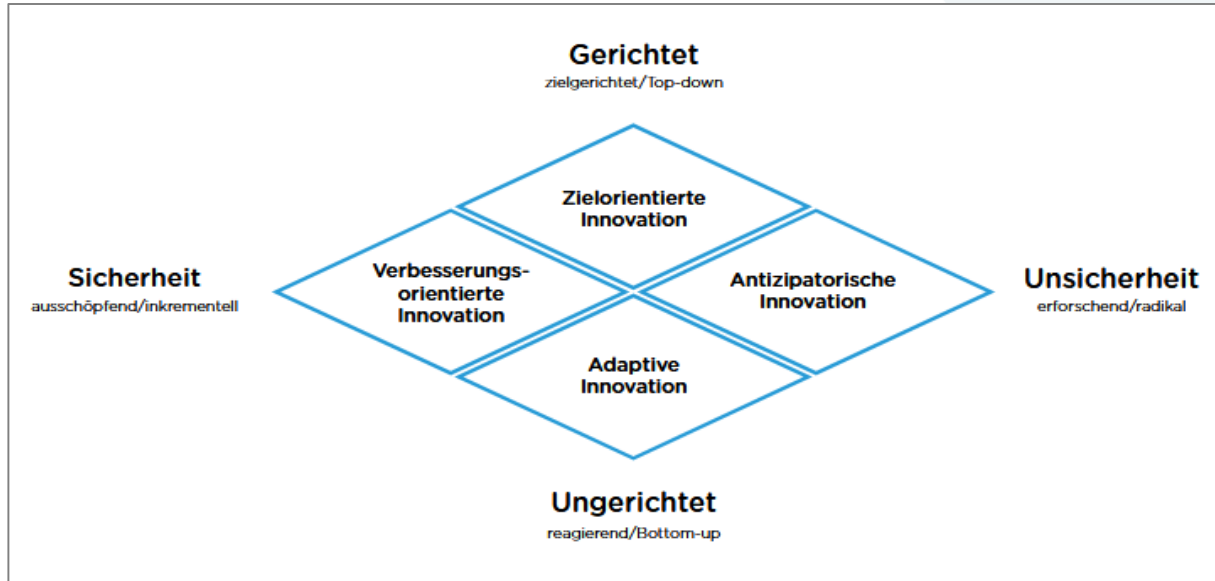 Gerichtet
zielgerichtet/Top-down
Zielorientierte
Innovation
Sicherheit
ausschöpfend/inkrementell
Verbesserungs-
orientierte
Innovation
Antizipatorische
Innovation
Unsicherheit
erforschend/radikal
Adaptive
Innovation
Ungerichtet
reagierend/Bottom-up